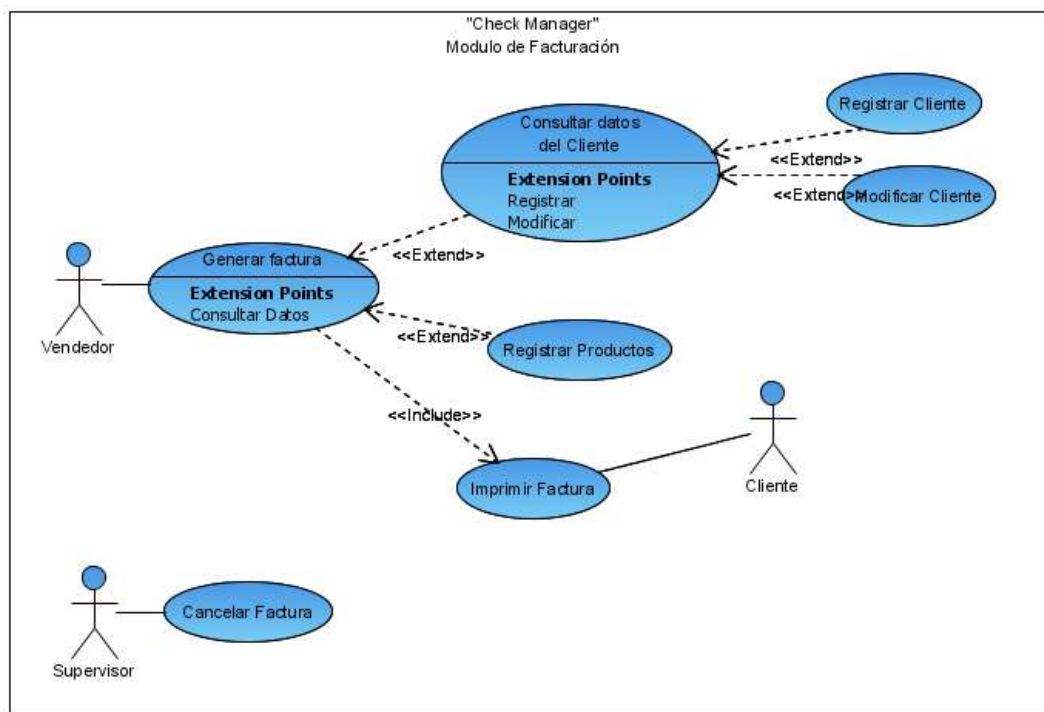 "Check Manager"
Modulo de Facturación
Registrar Cliente
Consultar datos
del Cliente
<<Extend>>
Extension Points
Registrar
Modificar
<<Extend>>
Modificar Cliente
Generar factura
<<Extend>>
Extension Points
Consultar Datos
Vendedor
<<Extend>>
Registrar Productos
<<Include>>
Imprimir Factura
Cliente
Cancelar Factura
Supervisor